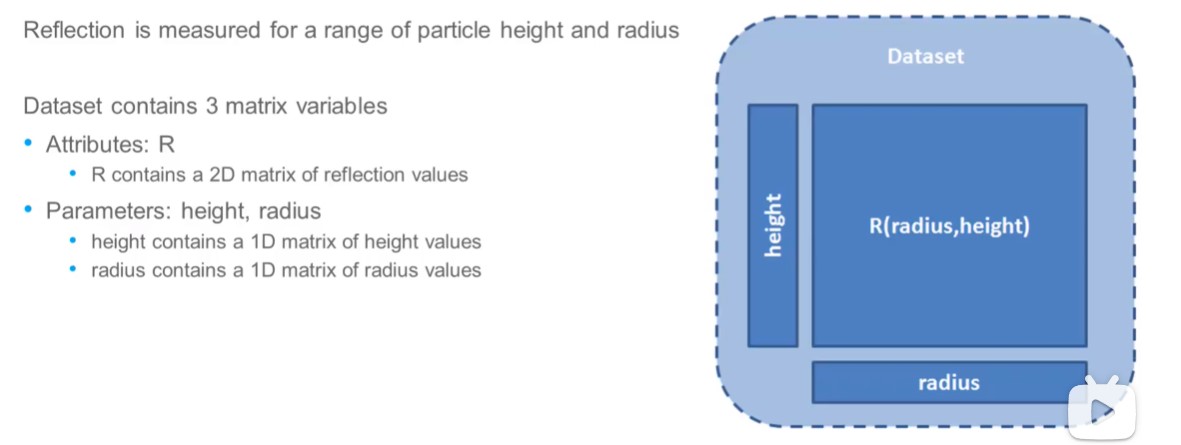 Reflection is measured for a range of particle height and radius
Dataset contains 3 matrix variables
• Attributes: R
• R contains a 2D matrix of reflection values
• Parameters: height, radius
• height contains a 1D matrix of height values
• radius contains a 1D matrix of radius values
Dataset
height
R(radius,height)
radius